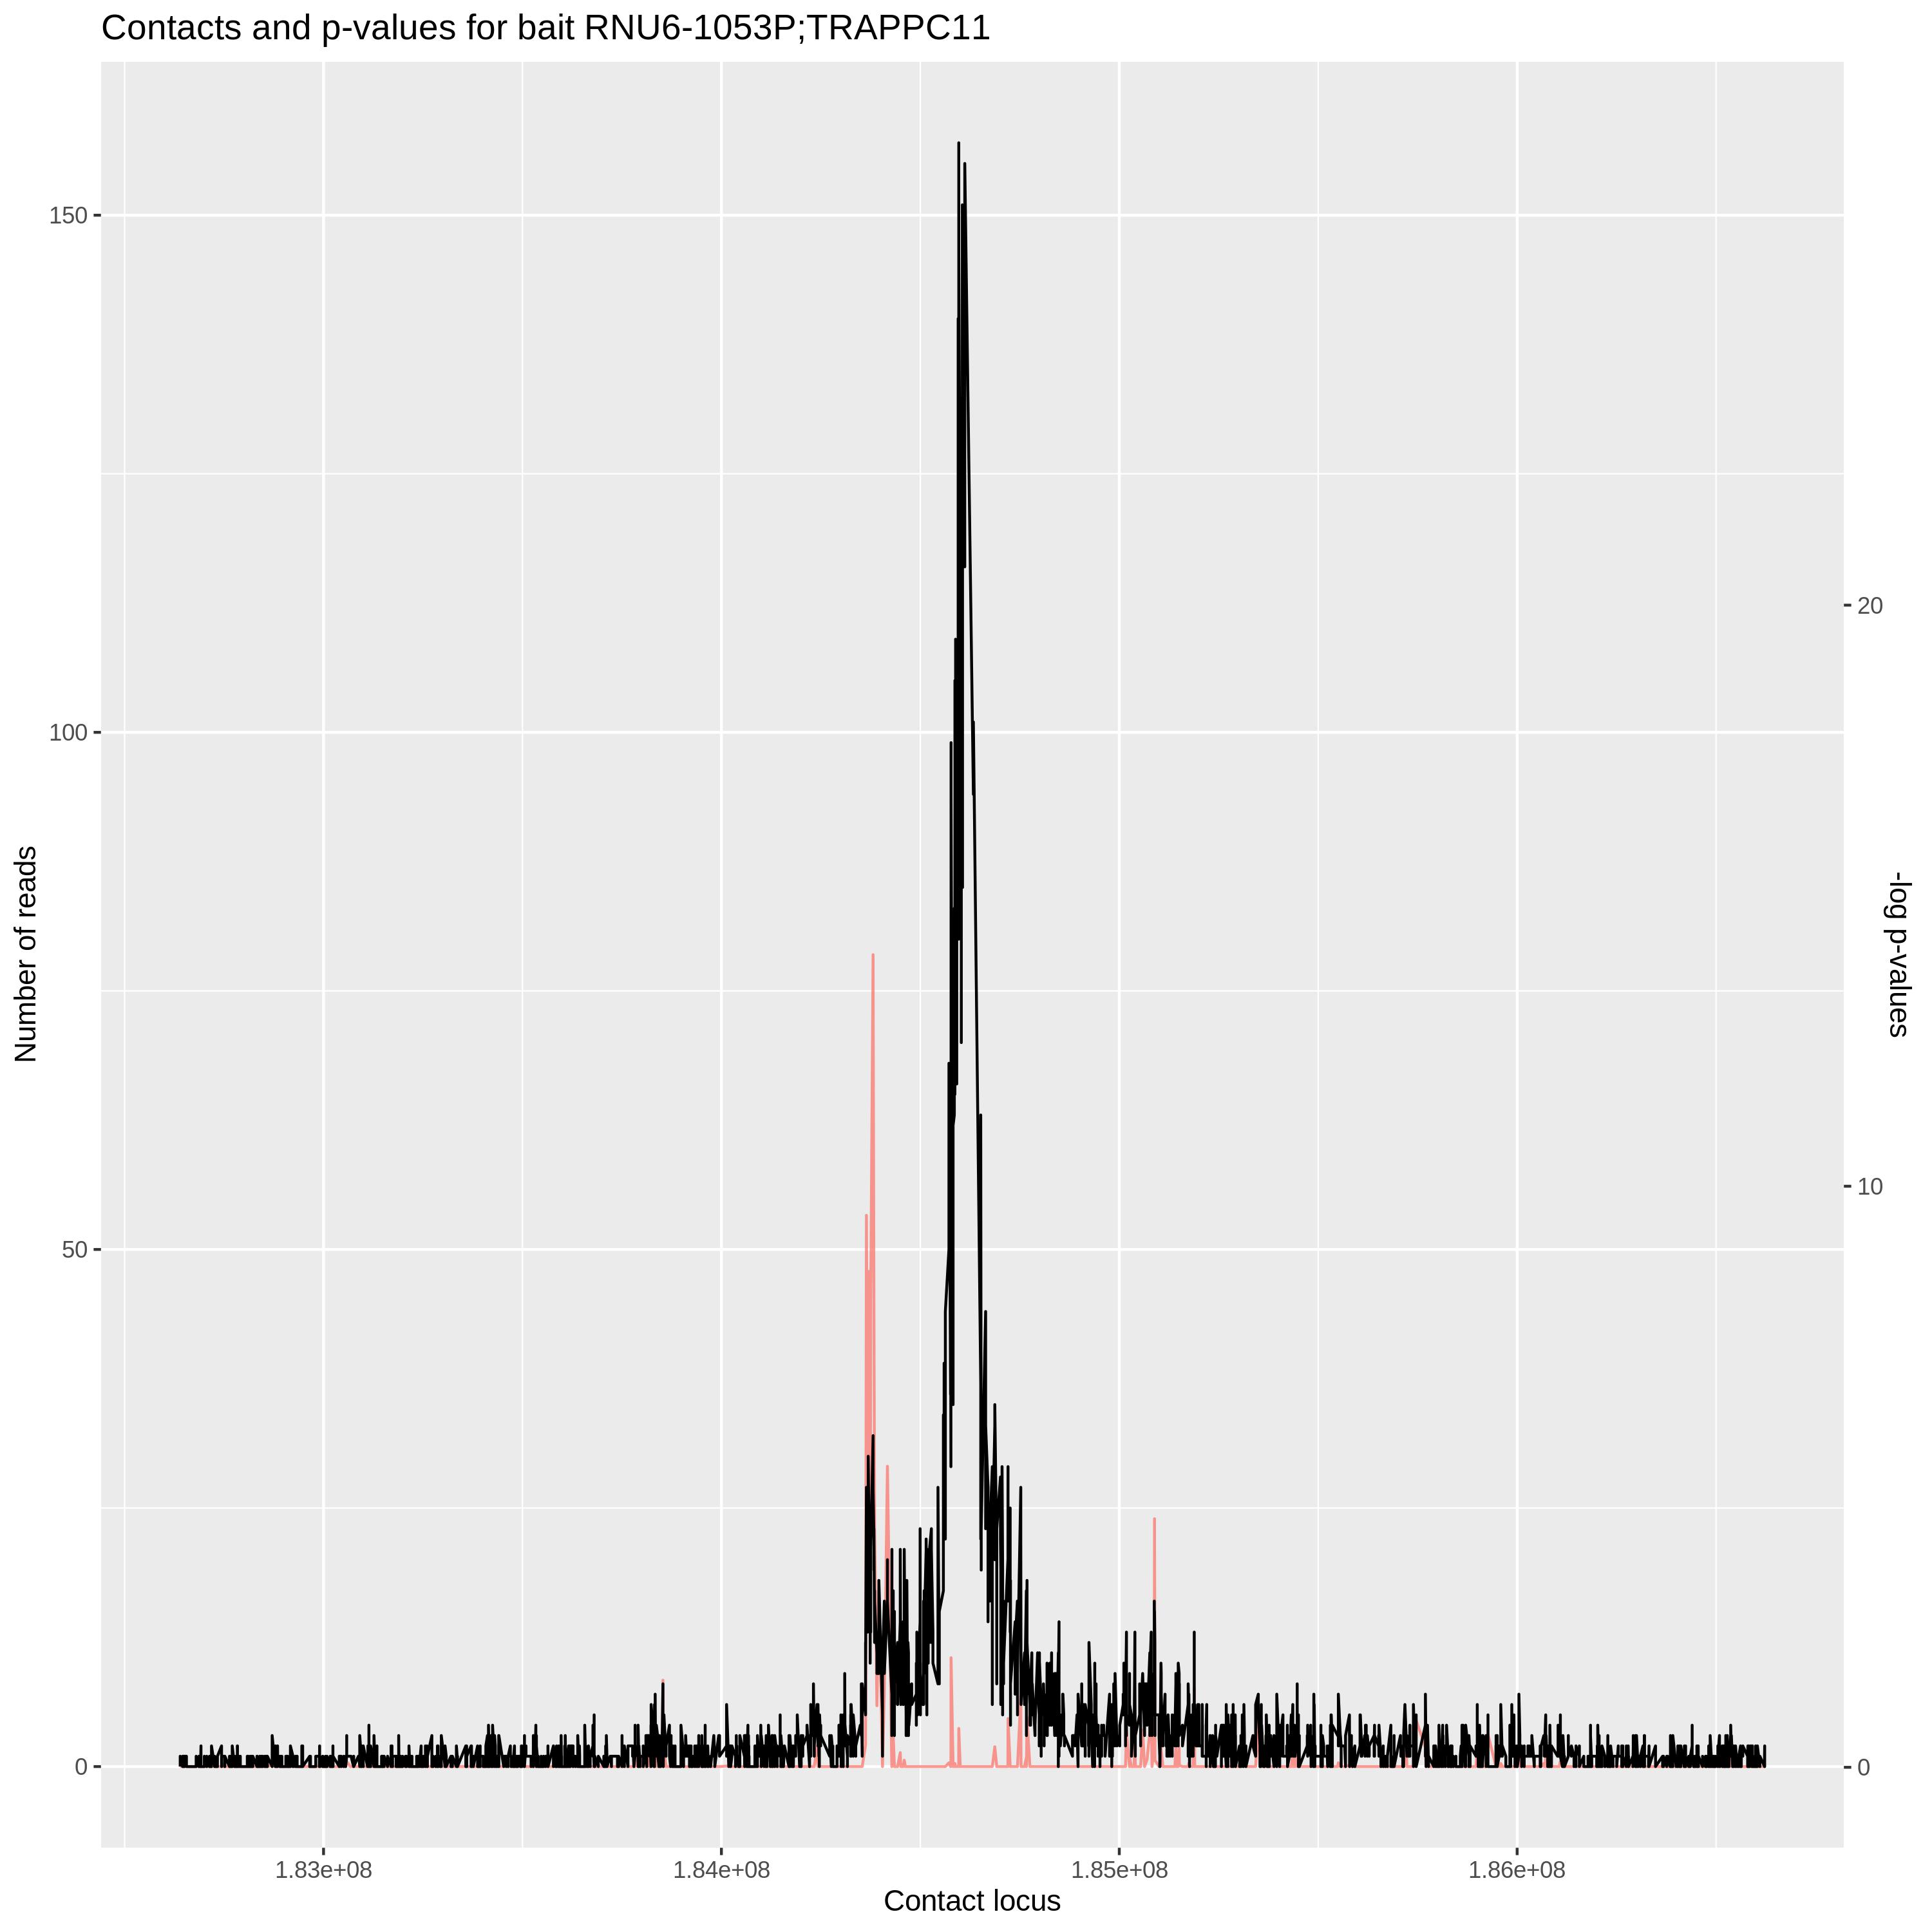 Contacts and p-values for bait RNU6-1053P;TRAPPC11
150
100
50
0
Number of reads
20
10
0
-log p-values
1.83e+08
1.84e+08
1.85e+08
1.86e+08
Contact locus